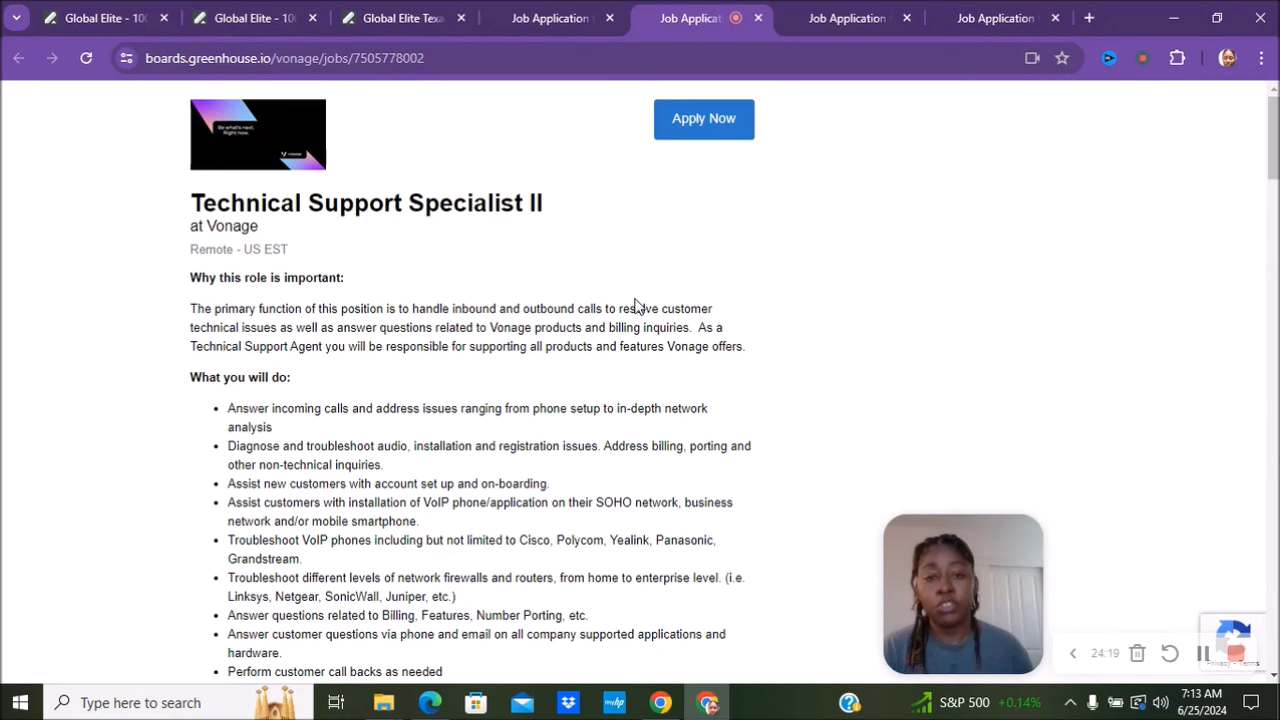 Global Elite - 10
Global Elite - 10
Global Elite Texa
Job Application
Job Applicat
Job Application
Job Application
boards.greenhouse.io/vonage/jobs/7505778002
Be what's next.
Right now.
VONAGE
Apply Now
Technical Support Specialist II
at Vonage
Remote - US EST
Why this role is important:
The primary function of this position is to handle inbound and outbound calls to resolve customer
technical issues as well as answer questions related to Vonage products and billing inquiries. As a
Technical Support Agent you will be responsible for supporting all products and features Vonage offers.
What you will do:
• Answer incoming calls and address issues ranging from phone setup to in-depth network
analysis
• Diagnose and troubleshoot audio, installation and registration issues. Address billing, porting and
other non-technical inquiries.
• Assist new customers with account set up and on-boarding.
• Assist customers with installation of VoIP phone/application on their SOHO network, business
network and/or mobile smartphone.
• Troubleshoot VoIP phones including but not limited to Cisco, Polycom, Yealink, Panasonic,
Grandstream.
• Troubleshoot different levels of network firewalls and routers, from home to enterprise level. (i.e.
Linksys, Netgear, SonicWall, Juniper, etc.)
• Answer questions related to Billing, Features, Number Porting, etc.
• Answer customer questions via phone and email on all company supported applications and
hardware.
• Perform customer call backs as needed
24:19
Privacy - Terms
Type here to search
myhp
S&P 500 +0.14%
7:13 AM
6/25/2024